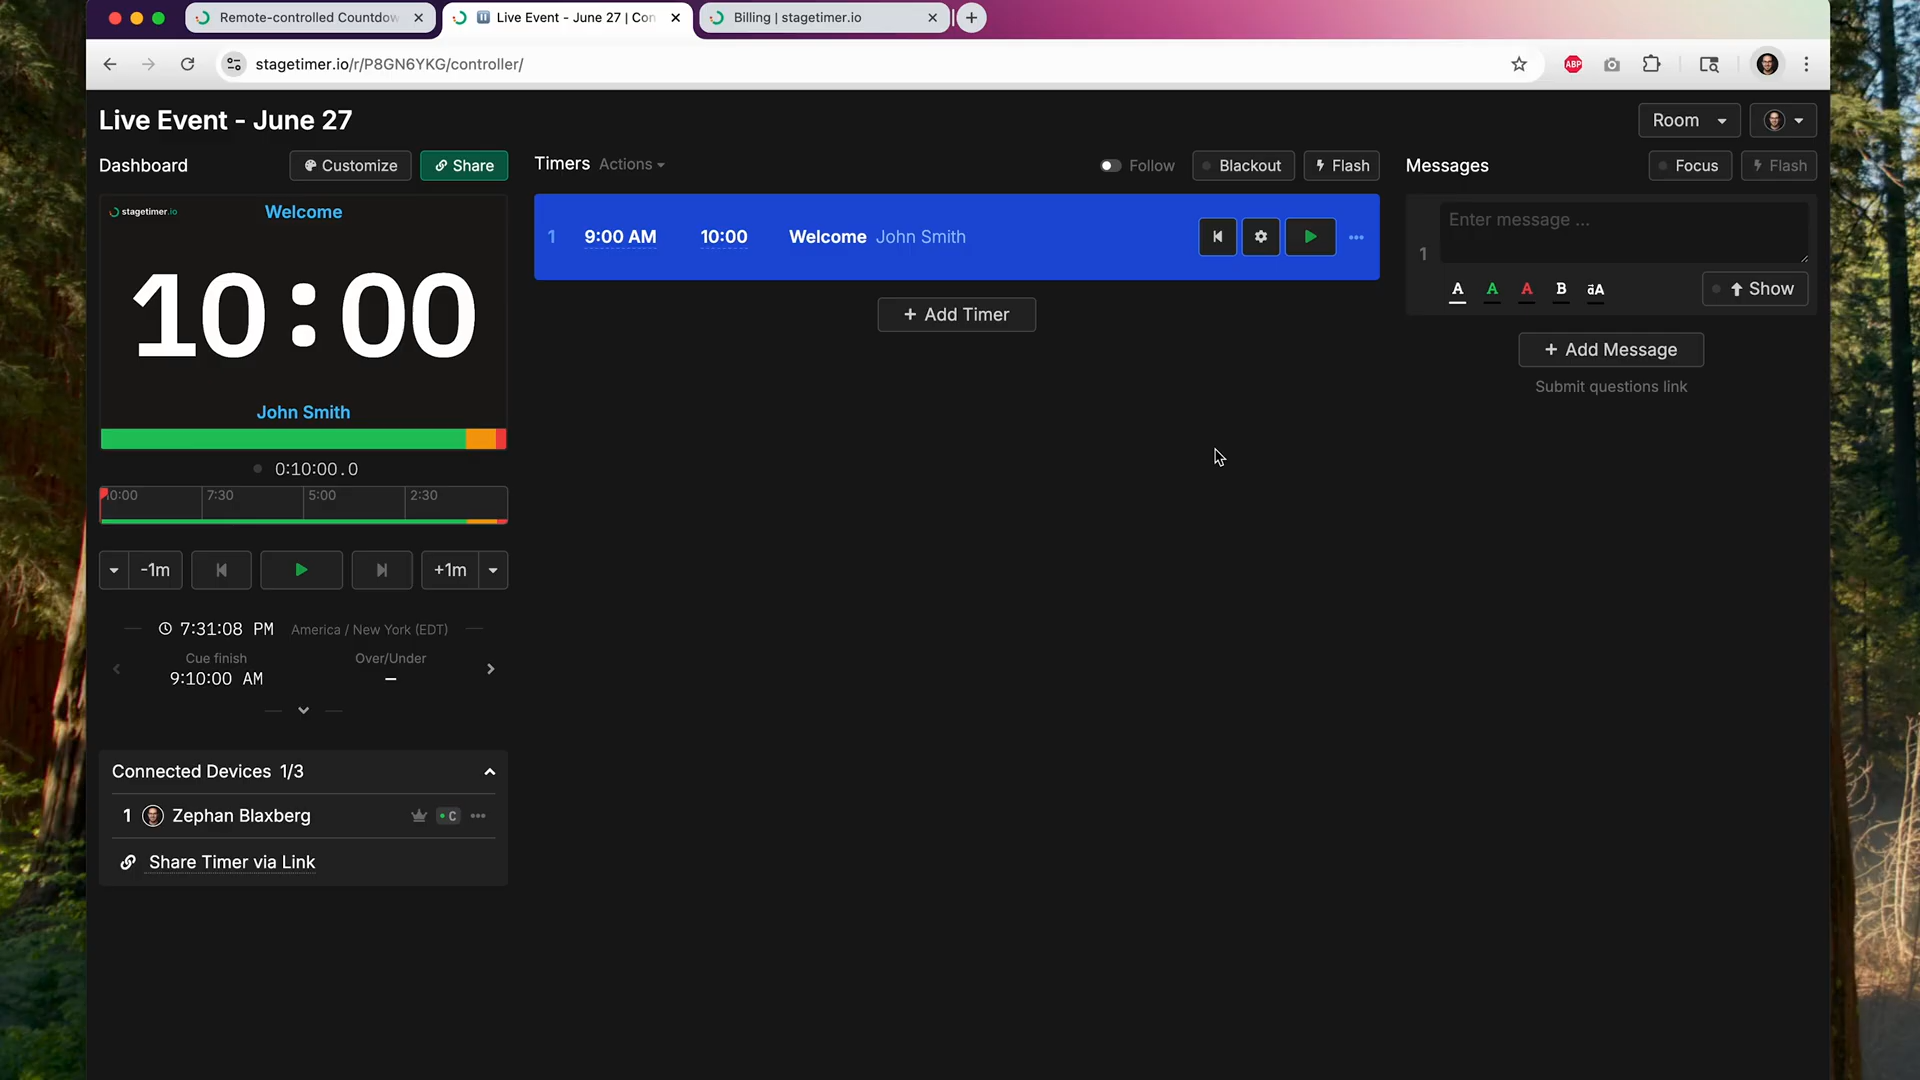 Remote-controlled Countdow
Live Event - June 27 | Con
Billing | stagetimer.io
stagetimer.io/r/P8GN6YKG/controller/
ABP
Live Event - June 27
Room
Dashboard
Customize
Share
Timers
Actions
Follow
Blackout
Flash
Messages
Focus
Flash
stagetimer.io
Welcome
10:00
John Smith
0:10:00.0
10:00
7:30
5:00
2:30
-1m
+1m
7:31:08 PM
America / New York (EDT)
Cue finish
9:10:00 AM
Over/Under
–
Connected Devices 1/3
1
Zephan Blaxberg
C
Share Timer via Link
1
9:00 AM
10:00
Welcome
John Smith
+ Add Timer
1
Enter message ...
A
A
A
B
āA
Show
+ Add Message
Submit questions link